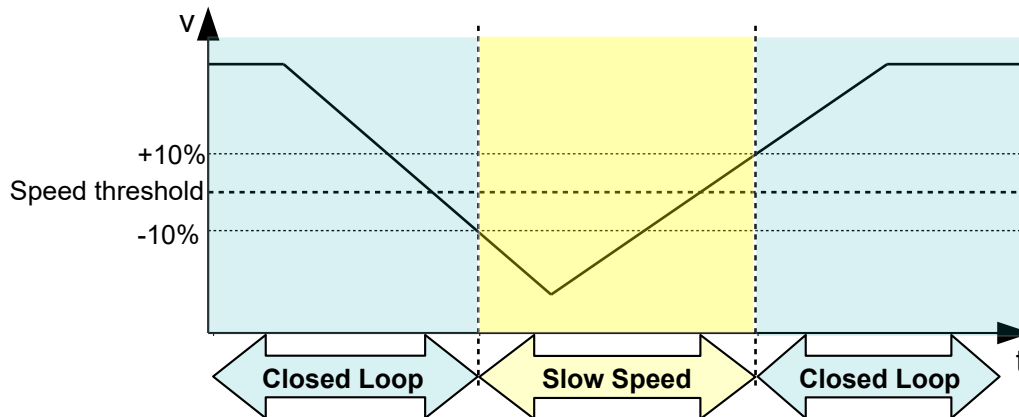 v
+10%
Speed threshold
-10%
t
Closed Loop
Slow Speed
Closed Loop